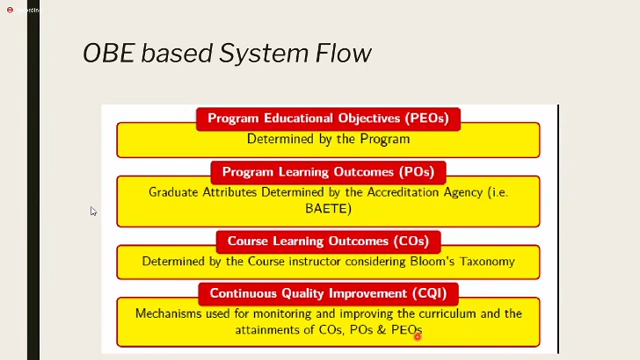 Recording
OBE based System Flow
Program Educational Objectives (PEOs)
Determined by the Program
Program Learning Outcomes (POs)
Graduate Attributes Determined by the Accreditation Agency (i.e.
BAETE)
Course Learning Outcomes (COs)
Determined by the Course instructor considering Bloom's Taxonomy
Continuous Quality Improvement (CQI)
Mechanisms used for monitoring and improving the curriculum and the
attainments of COs, POs & PEOs